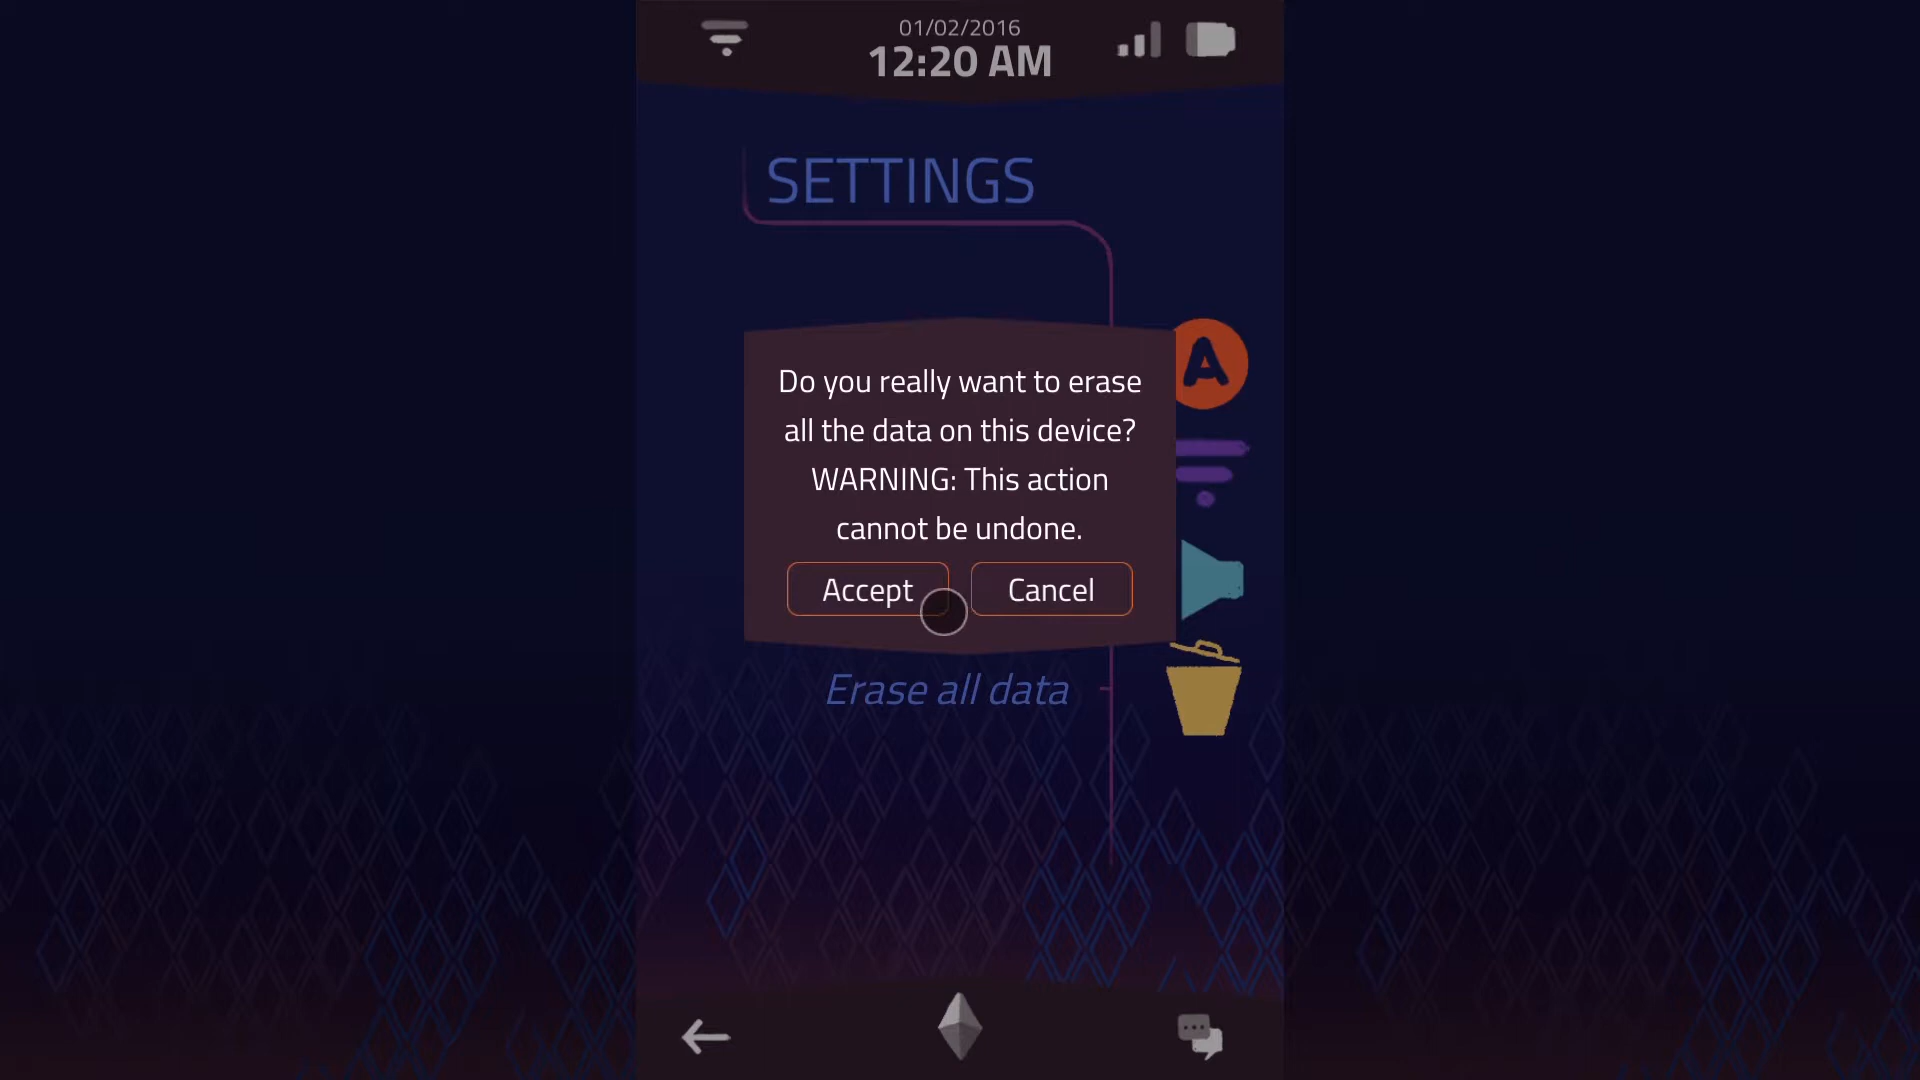 01/02/2016
12:20 AM
SETTINGS
A
Do you really want to erase
all the data on this device?
WARNING: This action
cannot be undone.
Accept Cancel
Erase all data